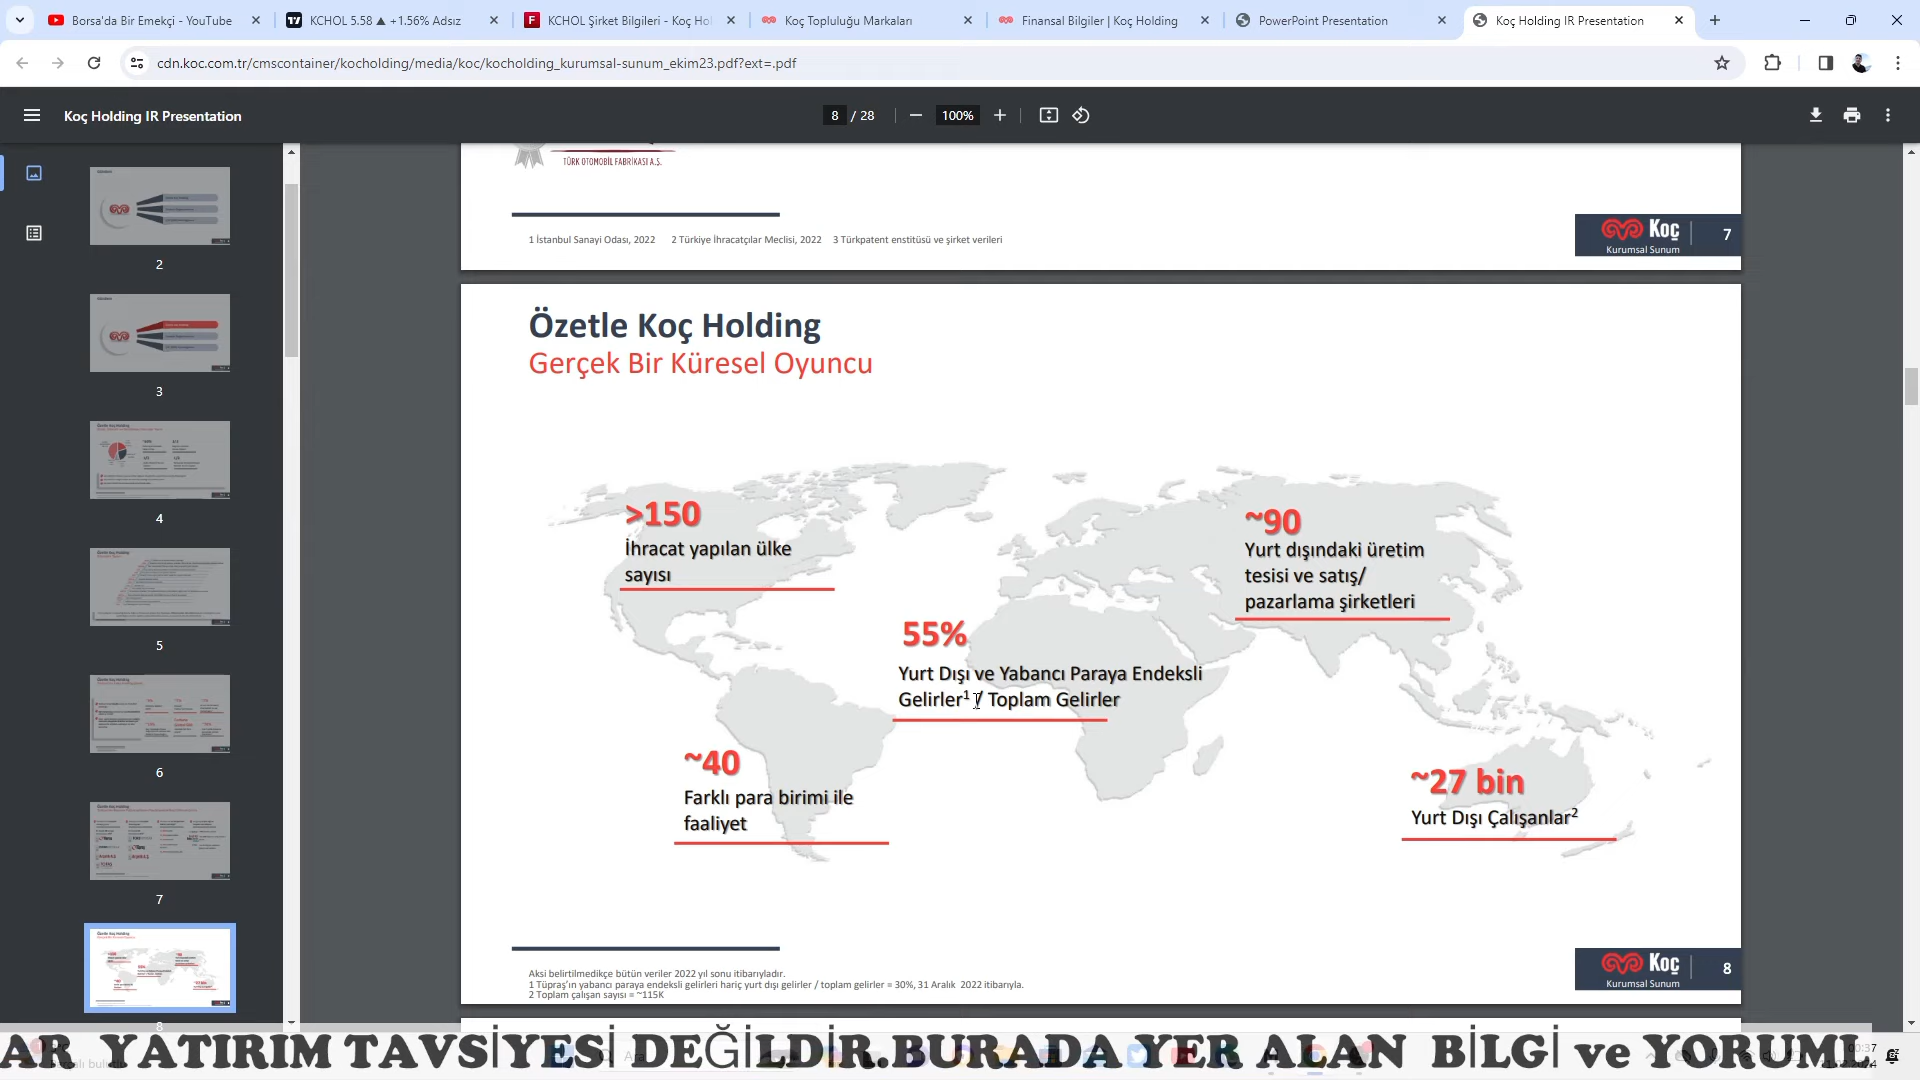 Borsa'da Bir Emekçi - YouTube
KCHOL 5.58 ▲ +1.56% Adsız
KCHOL Şirket Bilgileri - Koç Hol
Koç Topluluğu Markaları
Finansal Bilgiler | Koç Holding
PowerPoint Presentation
Koç Holding IR Presentation
cdn.koc.com.tr/cmscontainer/kocholding/media/koc/kocholding_kurumsal-sunum_ekim23.pdf?ext=.pdf
Koç Holding IR Presentation
8 / 28
100%
2
3
4
5
6
7
8
TÜRK OTOMOBİL FABRİKASI A.Ş.
1 İstanbul Sanayi Odası, 2022 2 Türkiye İhracatçılar Meclisi, 2022 3 Türkpatent enstitüsü ve şirket verileri
Koç
Kurumsal Sunum
7
Özetle Koç Holding
Gerçek Bir Küresel Oyuncu
>150
İhracat yapılan ülke
sayısı
~90
Yurt dışındaki üretim
tesisi ve satış/
pazarlama şirketleri
55%
Yurt Dışı ve Yabancı Paraya Endeksli
Gelirler¹ / Toplam Gelirler
~40
Farklı para birimi ile
faaliyet
~27 bin
Yurt Dışı Çalışanlar²
Aksi belirtilmedikçe bütün veriler 2022 yıl sonu itibarıyladır.
1 Tüpraş'ın yabancı paraya endeksli gelirleri hariç yurt dışı gelirler / toplam gelirler = 30%, 31 Aralık 2022 itibarıyla.
2 Toplam çalışan sayısı = ~115K
Koç
Kurumsal Sunum
8
AR YATIRIM TAVSİYESİ DEĞİLDİR.BURADA YER ALAN BİLGİ ve YORUML
00:37